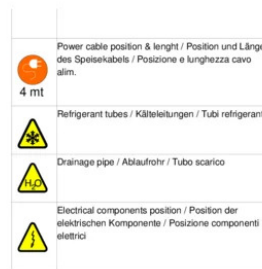 Power cable position & lenght / Position und Länge
des Speisekabels / Posizione e lunghezza cavo
alim.
4 mt
Refrigerant tubes / Kälteleitungen / Tubi refrigerant
Drainage pipe / Ablaufrohr / Tubo scarico
H2O
Electrical components position / Position der
elektrischen Komponente / Posizione componenti
elettrici